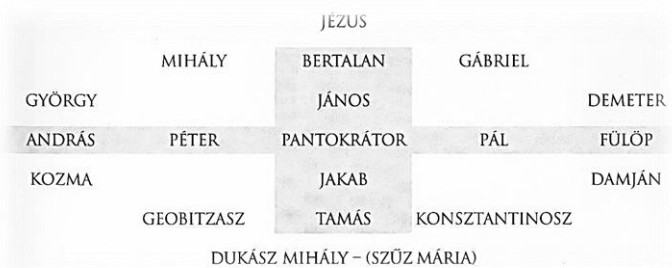 JÉZUS
MIHÁLY BERTALAN GÁBRIEL
GYÖRGY JÁNOS DEMETER
ANDRÁS PÉTER PANTOKRÁTOR PÁL FÜLÖP
KOZMA JAKAB DAMJÁN
GEOBITZASZ TAMÁS KONSZTANTINOSZ
DUKÁSZ MIHÁLY – (SZŰZ MÁRIA)